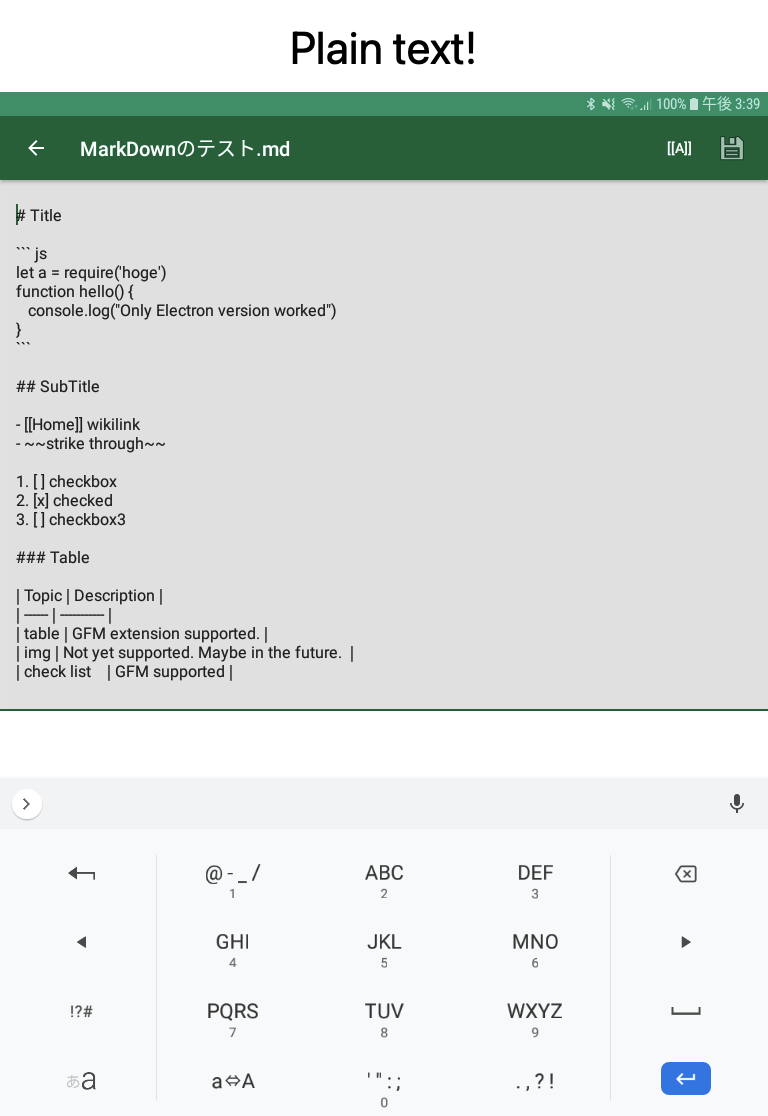 Plain text!
100% 午後 3:39
MarkDownのテスト.md
[[A]]
# Title
``` js
let a = require('hoge')
function hello() {
   console.log("Only Electron version worked")
}
```
## SubTitle
- [[Home]] wikilink
- ~~strike through~~
1. [ ] checkbox
2. [x] checked
3. [ ] checkbox3
### Table
| Topic | Description |
| ----- | ---------- |
| table | GFM extension supported. |
| img | Not yet supported. Maybe in the future.  |
| check list    | GFM supported |
@-_/ ABC DEF
1 2 3
GHI JKL MNO
4 5 6
!?# PQRS TUV WXYZ
7 8 9
あa a⇔A '":; .,?!
0